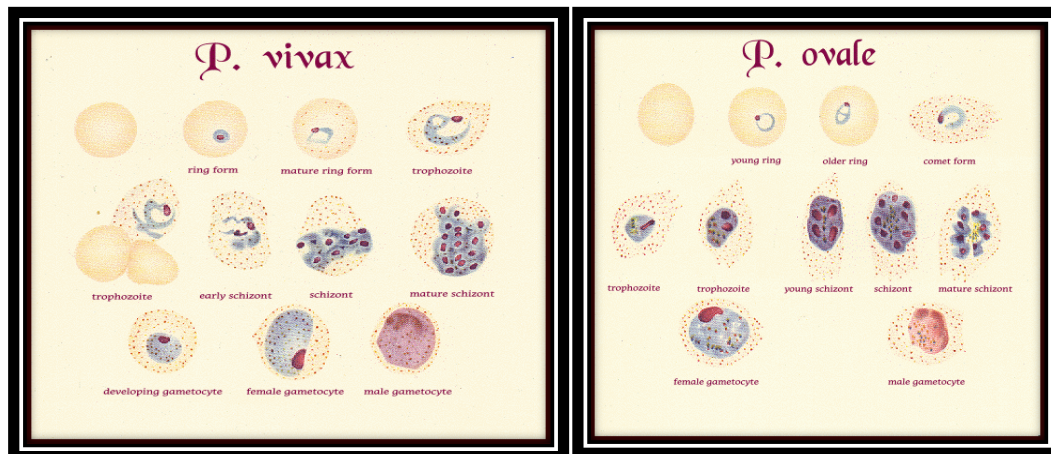 P. vivax
ring form
mature ring form
trophozoite
trophozoite
early schizont
schizont
mature schizont
developing gametocyte
female gametocyte
male gametocyte
P. ovale
young ring
older ring
comet form
trophozoite
trophozoite
young schizont
schizont
mature schizont
female gametocyte
male gametocyte